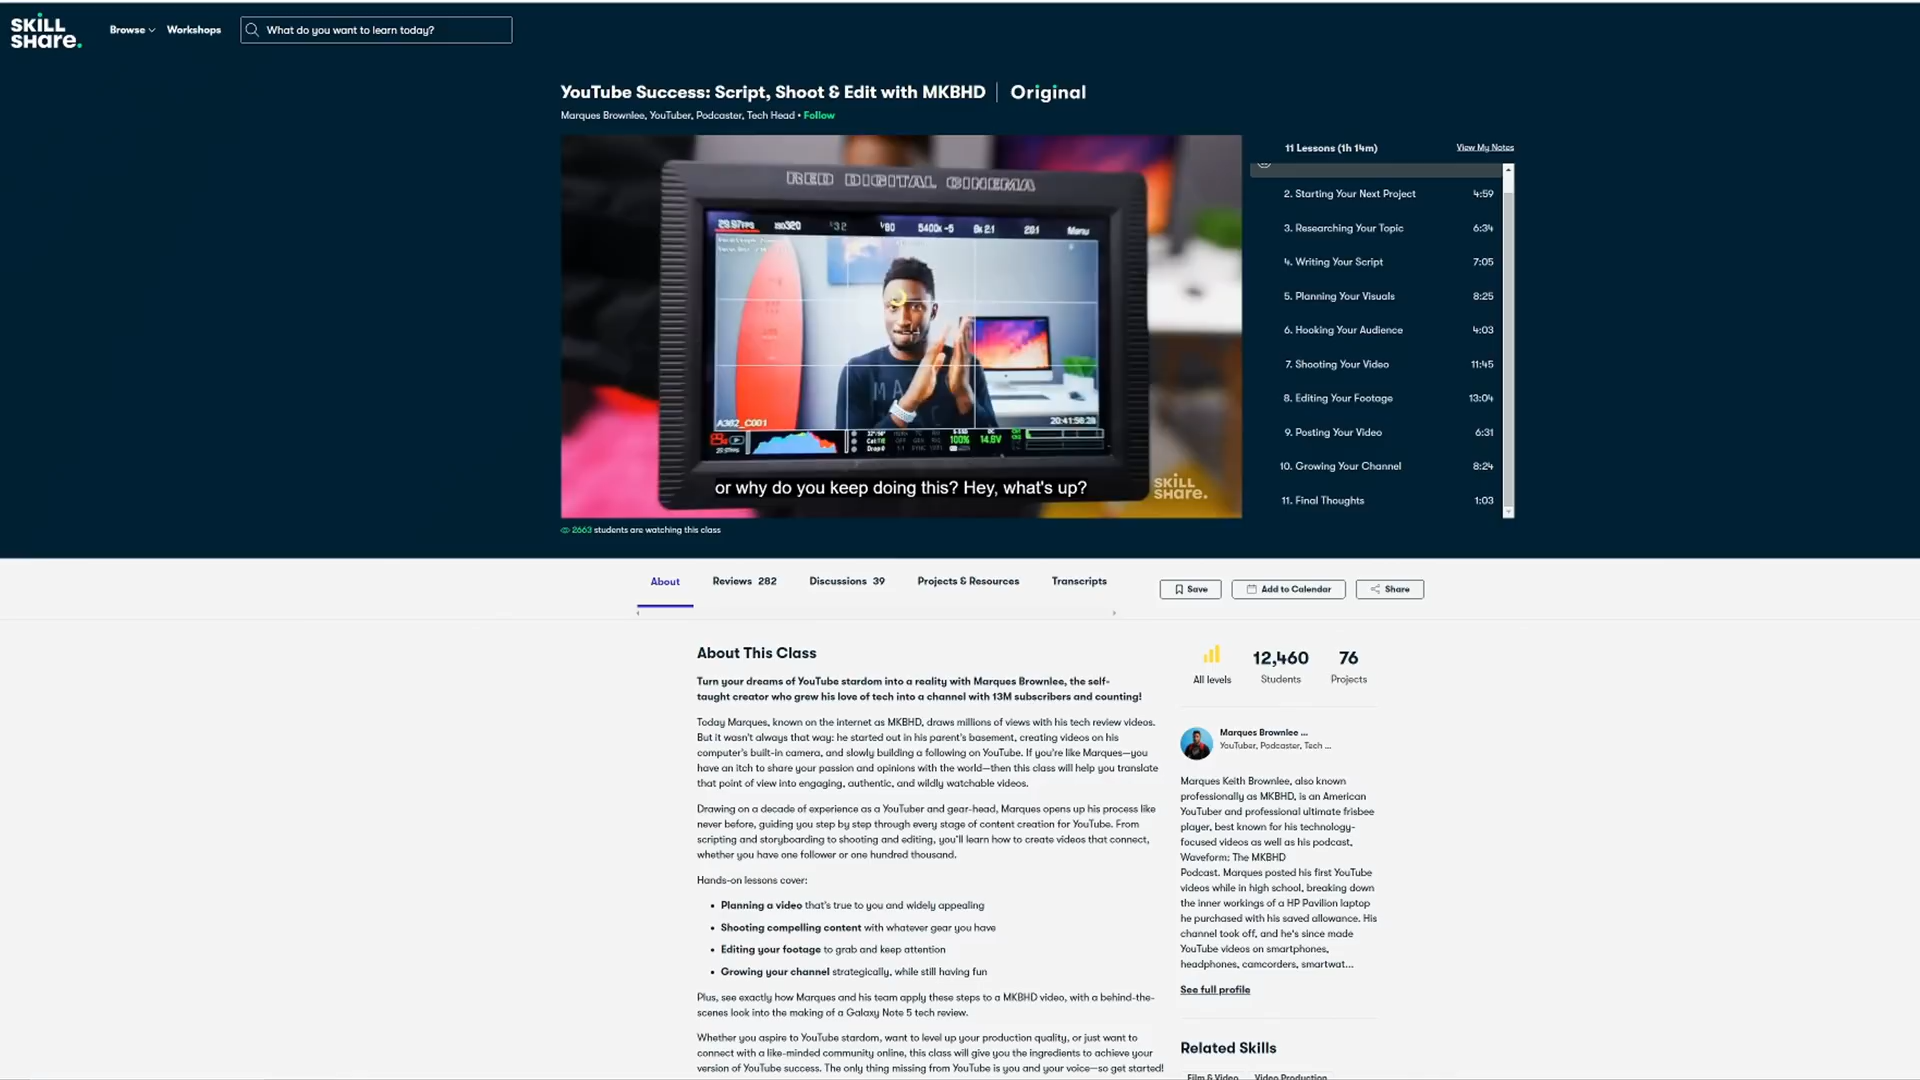 SKILL
SHare.
Browse
Workshops
What do you want to learn today?
YouTube Success: Script, Shoot & Edit with MKBHD
Original
Marques Brownlee, YouTuber, Podcaster, Tech Head • Follow
RED DIGITAL CINEMA
ISO320
5400K -5
8:1
Menu
A302_C001
100%
14.8V
or why do you keep doing this? Hey, what's up?
SKILL
SHare.
11 Lessons (1h 14m)
View My Notes
2. Starting Your Next Project 4:59
3. Researching Your Topic 6:34
4. Writing Your Script 7:05
5. Planning Your Visuals 8:25
6. Hooking Your Audience 4:03
7. Shooting Your Video 11:45
8. Editing Your Footage 13:04
9. Posting Your Video 6:31
10. Growing Your Channel 8:24
11. Final Thoughts 1:03
2663 students are watching this class
About
Reviews 282
Discussions 39
Projects & Resources
Transcripts
Save
Add to Calendar
Share
About This Class
Turn your dreams of YouTube stardom into a reality with Marques Brownlee, the self-
taught creator who grew his love of tech into a channel with 13M subscribers and counting!
Today Marques, known on the internet as MKBHD, draws millions of views with his tech review videos.
But it wasn't always that way: he started out in his parent's basement, creating videos on his
computer's built-in camera, and slowly building a following on YouTube. If you're like Marques—you
have an itch to share your passion and opinions with the world—then this class will help you translate
that point of view into engaging, authentic, and wildly watchable videos.
Drawing on a decade of experience as a YouTuber and gear-head, Marques opens up his process like
never before, guiding you step by step through every stage of content creation for YouTube. From
scripting and storyboarding to shooting and editing, you'll learn how to create videos that connect,
whether you have one follower or one hundred thousand.
Hands-on lessons cover:
• Planning a video that's true to you and widely appealing
• Shooting compelling content with whatever gear you have
• Editing your footage to grab and keep attention
• Growing your channel strategically, while still having fun
Plus, see exactly how Marques and his team apply these steps to a MKBHD video, with a behind-the-
scenes look into the making of a Galaxy Note 5 tech review.
Whether you aspire to YouTube stardom, want to level up your production quality, or just want to
connect with a like-minded community online, this class will give you the ingredients to achieve your
version of YouTube success. The only thing missing from YouTube is you and your voice—so get started!
All levels
12,460
Students
76
Projects
Marques Brownlee ...
YouTuber, Podcaster, Tech ...
Marques Keith Brownlee, also known
professionally as MKBHD, is an American
YouTuber and professional ultimate frisbee
player, best known for his technology-
focused videos as well as his podcast,
Waveform: The MKBHD
Podcast. Marques posted his first YouTube
videos while in high school, breaking down
the inner workings of a HP Pavilion laptop
he purchased with his saved allowance. His
channel took off, and he's since made
YouTube videos on smartphones,
headphones, camcorders, smartwat...
See full profile
Related Skills
Film & Video
Video Production